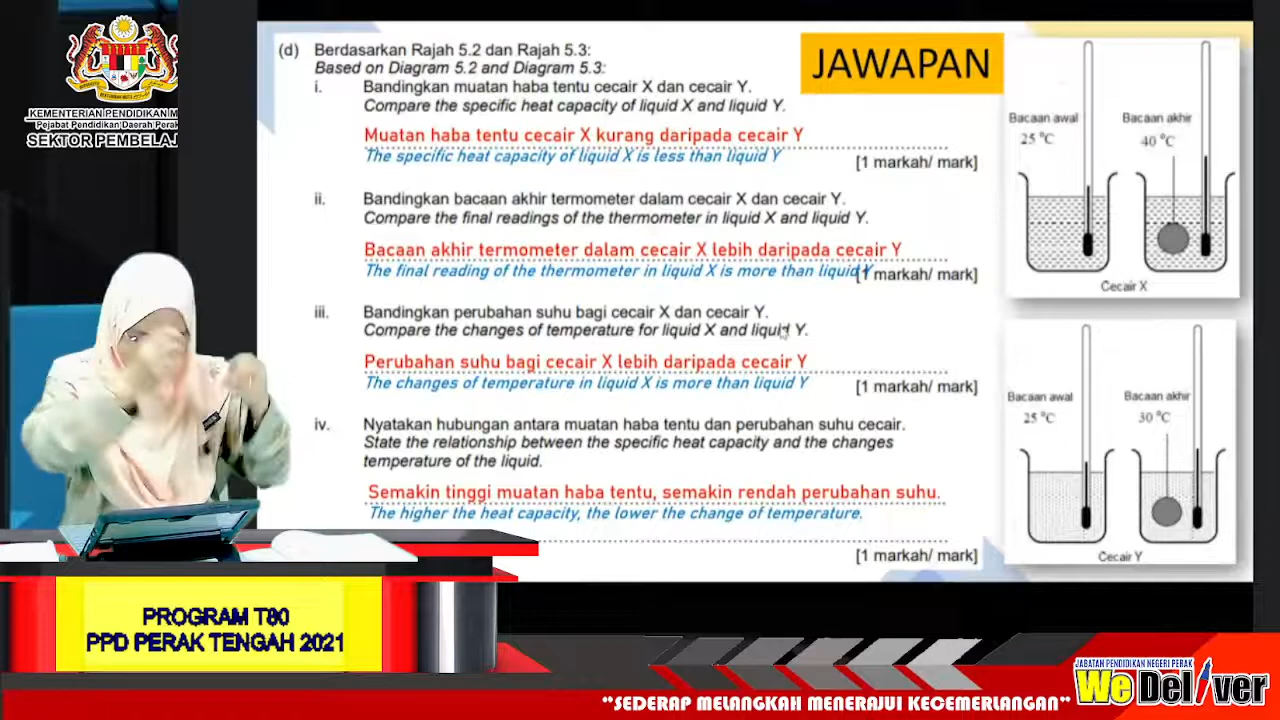 KEMENTERIAN PENDIDIKAN M
Pejabat Pendidikan Daerah Perak
SEKTOR PEMBELAJ
JAWAPAN
(d) Berdasarkan Rajah 5.2 dan Rajah 5.3:
Based on Diagram 5.2 and Diagram 5.3:
i. Bandingkan muatan haba tentu cecair X dan cecair Y.
Compare the specific heat capacity of liquid X and liquid Y.
Muatan haba tentu cecair X kurang daripada cecair Y
The specific heat capacity of liquid X is less than liquid Y
[1 markah/ mark]
ii. Bandingkan bacaan akhir termometer dalam cecair X dan cecair Y.
Compare the final readings of the thermometer in liquid X and liquid Y.
Bacaan akhir termometer dalam cecair X lebih daripada cecair Y
The final reading of the thermometer in liquid X is more than liquid Y
[1 markah/ mark]
iii. Bandingkan perubahan suhu bagi cecair X dan cecair Y.
Compare the changes of temperature for liquid X and liquid Y.
Perubahan suhu bagi cecair X lebih daripada cecair Y
The changes of temperature in liquid X is more than liquid Y
[1 markah/ mark]
iv. Nyatakan hubungan antara muatan haba tentu dan perubahan suhu cecair.
State the relationship between the specific heat capacity and the changes
temperature of the liquid.
Semakin tinggi muatan haba tentu, semakin rendah perubahan suhu.
The higher the heat capacity, the lower the change of temperature.
[1 markah/ mark]
Bacaan awal
25 °C
Bacaan akhir
40 °C
Cecair X
Bacaan awal
25 °C
Bacaan akhir
30 °C
Cecair Y
PROGRAM T80
PPD PERAK TENGAH 2021
JABATAN PENDIDIKAN NEGERI PERAK
We Deliver
"SEDERAP MELANGKAH MENERAJUI KECEMERLANGAN"